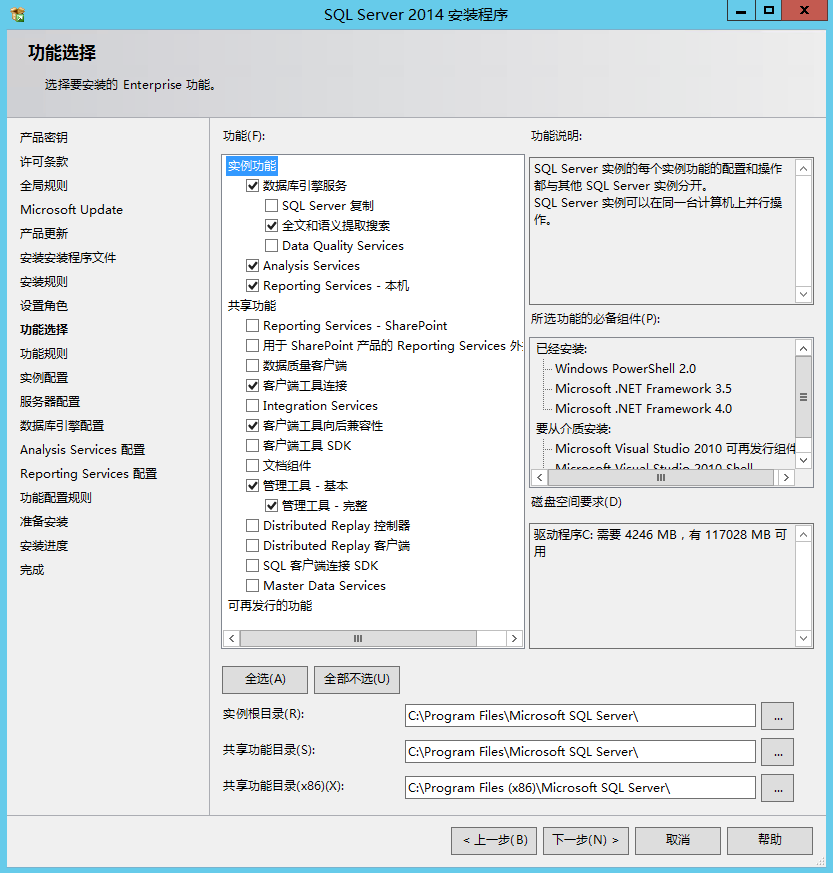 SQL Server 2014 安装程序
功能选择
选择要安装的 Enterprise 功能。
产品密钥
许可条款
全局规则
Microsoft Update
产品更新
安装安装程序文件
安装规则
设置角色
功能选择
功能规则
实例配置
服务器配置
数据库引擎配置
Analysis Services 配置
Reporting Services 配置
功能配置规则
准备安装
安装进度
完成
功能(F):
实例功能
数据库引擎服务
SQL Server 复制
全文和语义提取搜索
Data Quality Services
Analysis Services
Reporting Services - 本机
共享功能
Reporting Services - SharePoint
用于 SharePoint 产品的 Reporting Services 外
数据质量客户端
客户端工具连接
Integration Services
客户端工具向后兼容性
客户端工具 SDK
文档组件
管理工具 - 基本
管理工具 - 完整
Distributed Replay 控制器
Distributed Replay 客户端
SQL 客户端连接 SDK
Master Data Services
可再发行的功能
功能说明:
SQL Server 实例的每个实例功能的配置和操作
都与其他 SQL Server 实例分开。
SQL Server 实例可以在同一台计算机上并行操
作。
所选功能的必备组件(P):
已经安装:
Windows PowerShell 2.0
Microsoft .NET Framework 3.5
Microsoft .NET Framework 4.0
要从介质安装:
Microsoft Visual Studio 2010 可再发行组件
Microsoft Visual Studio 2010 Shell
磁盘空间要求(D)
驱动程序C: 需要 4246 MB，有 117028 MB 可
用
全选(A)
全部不选(U)
实例根目录(R):
C:\Program Files\Microsoft SQL Server\
...
共享功能目录(S):
C:\Program Files\Microsoft SQL Server\
...
共享功能目录(x86)(X):
C:\Program Files (x86)\Microsoft SQL Server\
...
< 上一步(B)
下一步(N) >
取消
帮助